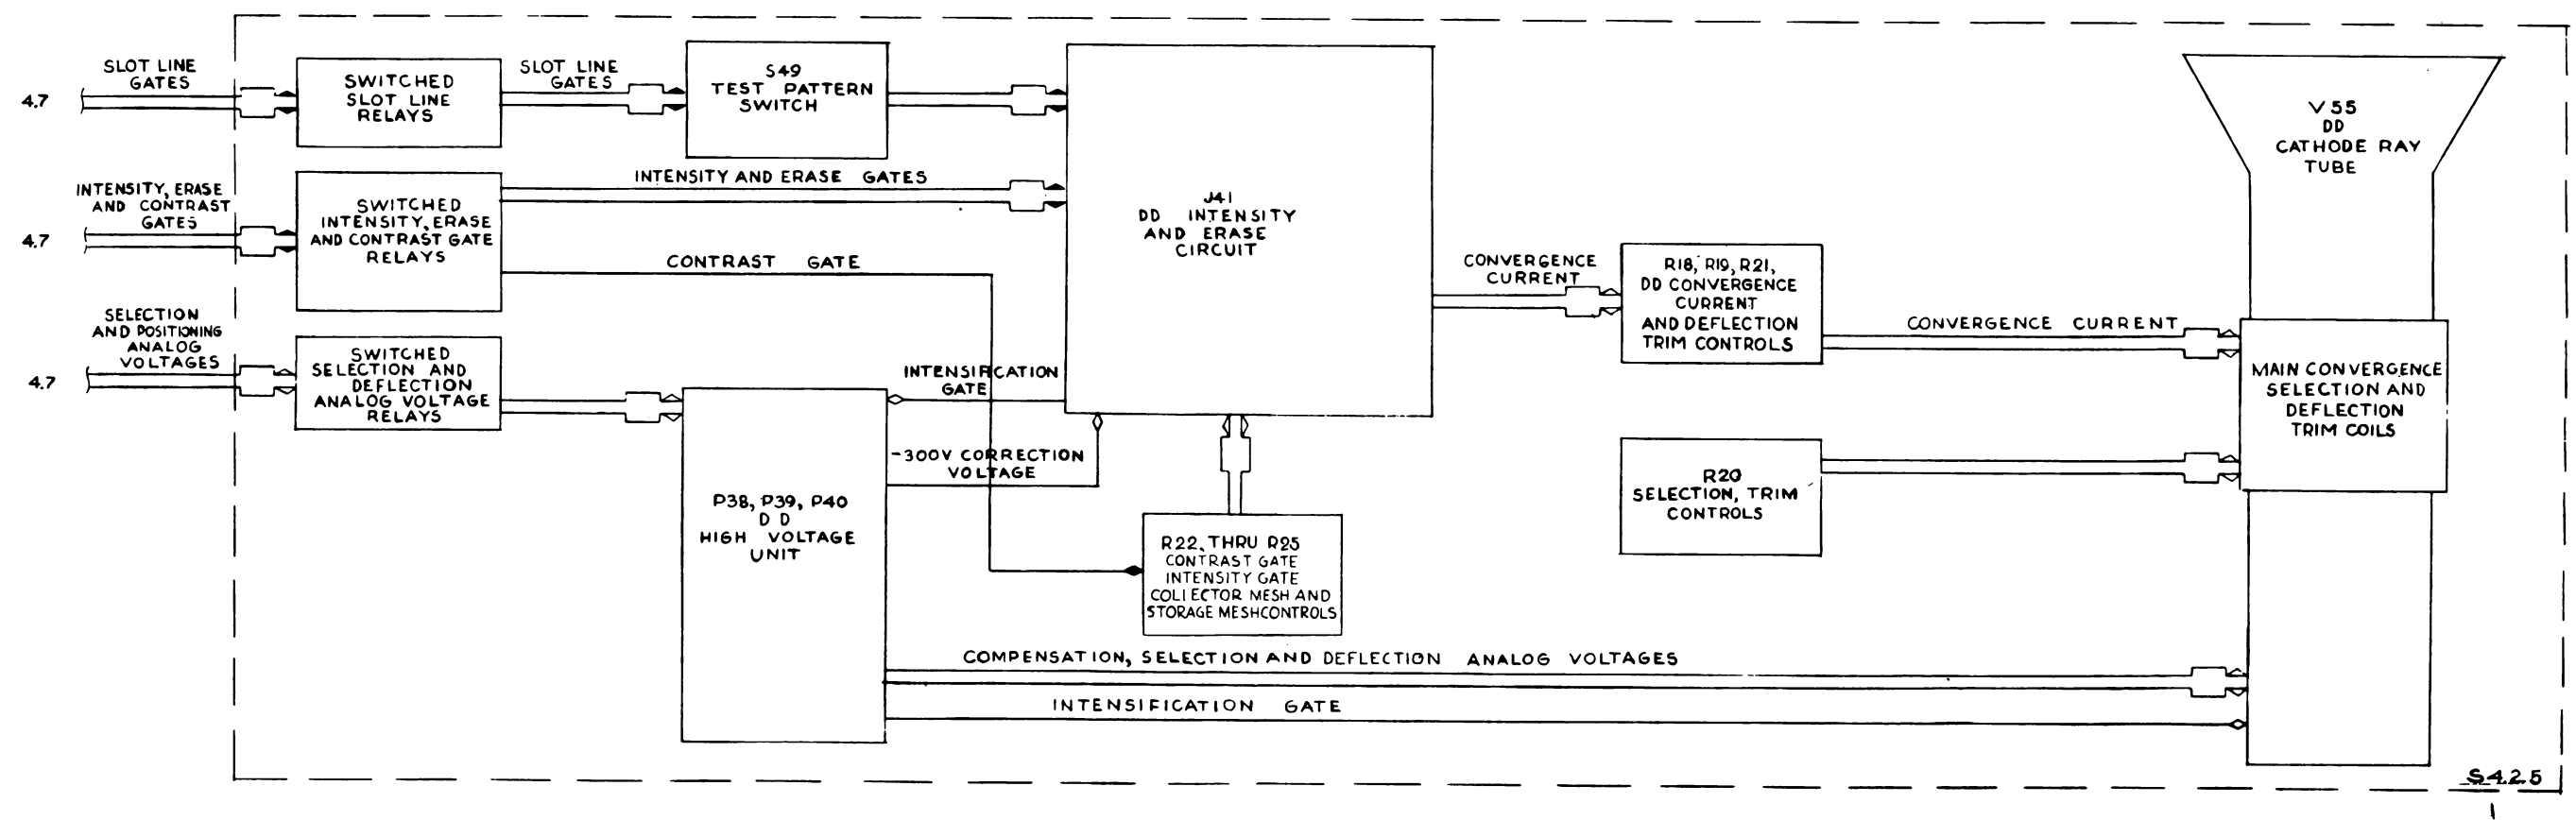 SLOT LINE
GATES
4.7
SWITCHED
SLOT LINE
RELAYS
SLOT LINE
GATES
S49
TEST PATTERN
SWITCH
INTENSITY, ERASE
AND CONTRAST
GATES
4.7
SWITCHED
INTENSITY, ERASE
AND CONTRAST GATE
RELAYS
INTENSITY AND ERASE GATES
CONTRAST GATE
J41
DD INTENSITY
AND ERASE
CIRCUIT
SELECTION
AND POSITIONING
ANALOG
VOLTAGES
4.7
SWITCHED
SELECTION AND
DEFLECTION
ANALOG VOLTAGE
RELAYS
INTENSIFICATION
GATE
-300V CORRECTION
VOLTAGE
P38, P39, P40
DD
HIGH VOLTAGE
UNIT
R22, THRU R25
CONTRAST GATE
INTENSITY GATE
COLLECTOR MESH AND
STORAGE MESHCONTROLS
CONVERGENCE
CURRENT
R18, R19, R21,
DD CONVERGENCE
CURRENT
AND DEFLECTION
TRIM CONTROLS
CONVERGENCE CURRENT
R20
SELECTION, TRIM
CONTROLS
V55
DD
CATHODE RAY
TUBE
MAIN CONVERGENCE
SELECTION AND
DEFLECTION
TRIM COILS
COMPENSATION, SELECTION AND DEFLECTION ANALOG VOLTAGES
INTENSIFICATION GATE
S4.2.5
1